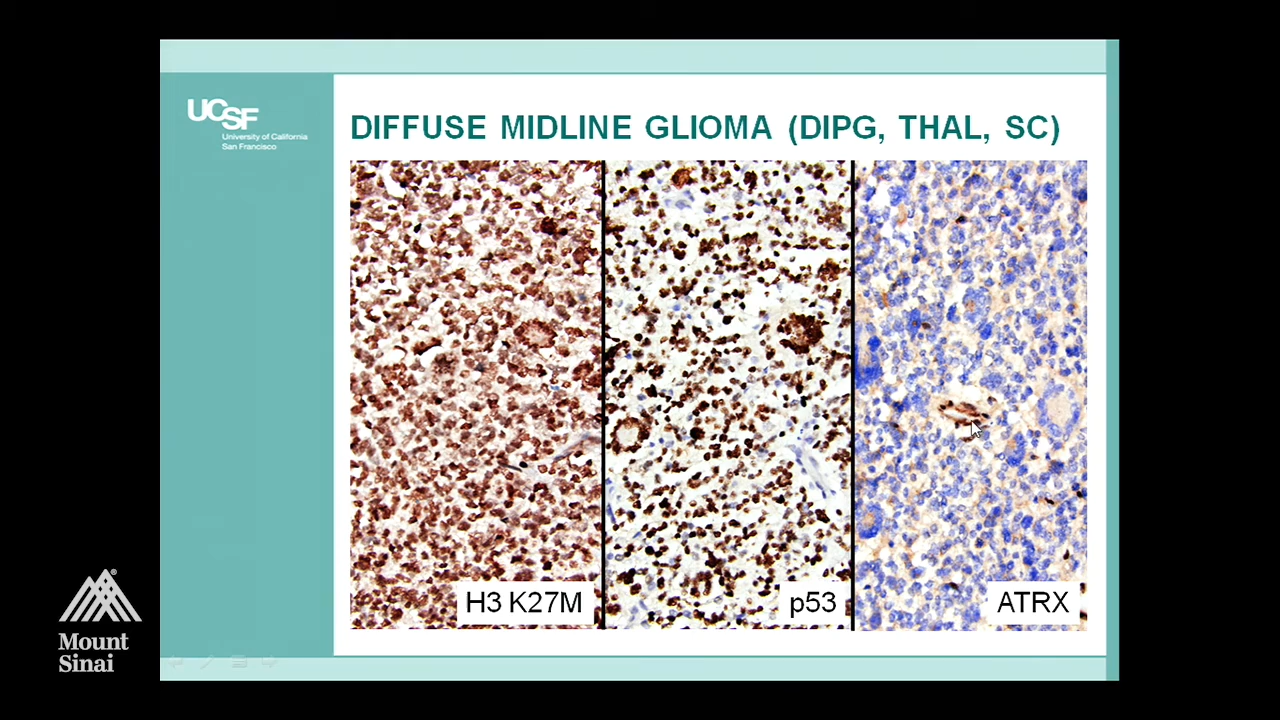 UCSF
University of California
San Francisco
DIFFUSE MIDLINE GLIOMA (DIPG, THAL, SC)
H3 K27M
p53
ATRX
Mount
Sinai